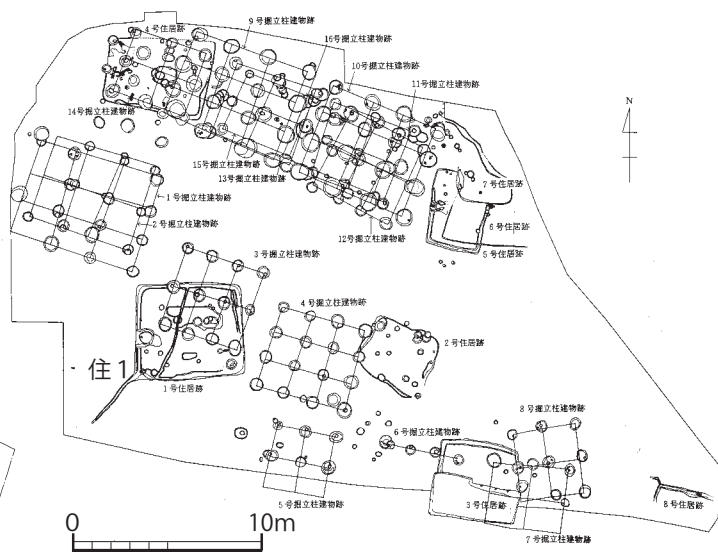 9号掘立柱建物跡
4号住居跡
16号掘立柱建物跡
10号掘立柱建物跡
11号掘立柱建物跡
N
14号掘立柱建物跡
15号掘立柱建物跡
13号掘立柱建物跡
7号住居跡
1号掘立柱建物跡
2号掘立柱建物跡
6号住居跡
12号掘立柱建物跡
5号住居跡
3号掘立柱建物跡
4号掘立柱建物跡
2号住居跡
住1
1号住居跡
8号掘立柱建物跡
6号掘立柱建物跡
5号掘立柱建物跡
3号住居跡
8号住居跡
7号掘立柱建物跡
0 10m